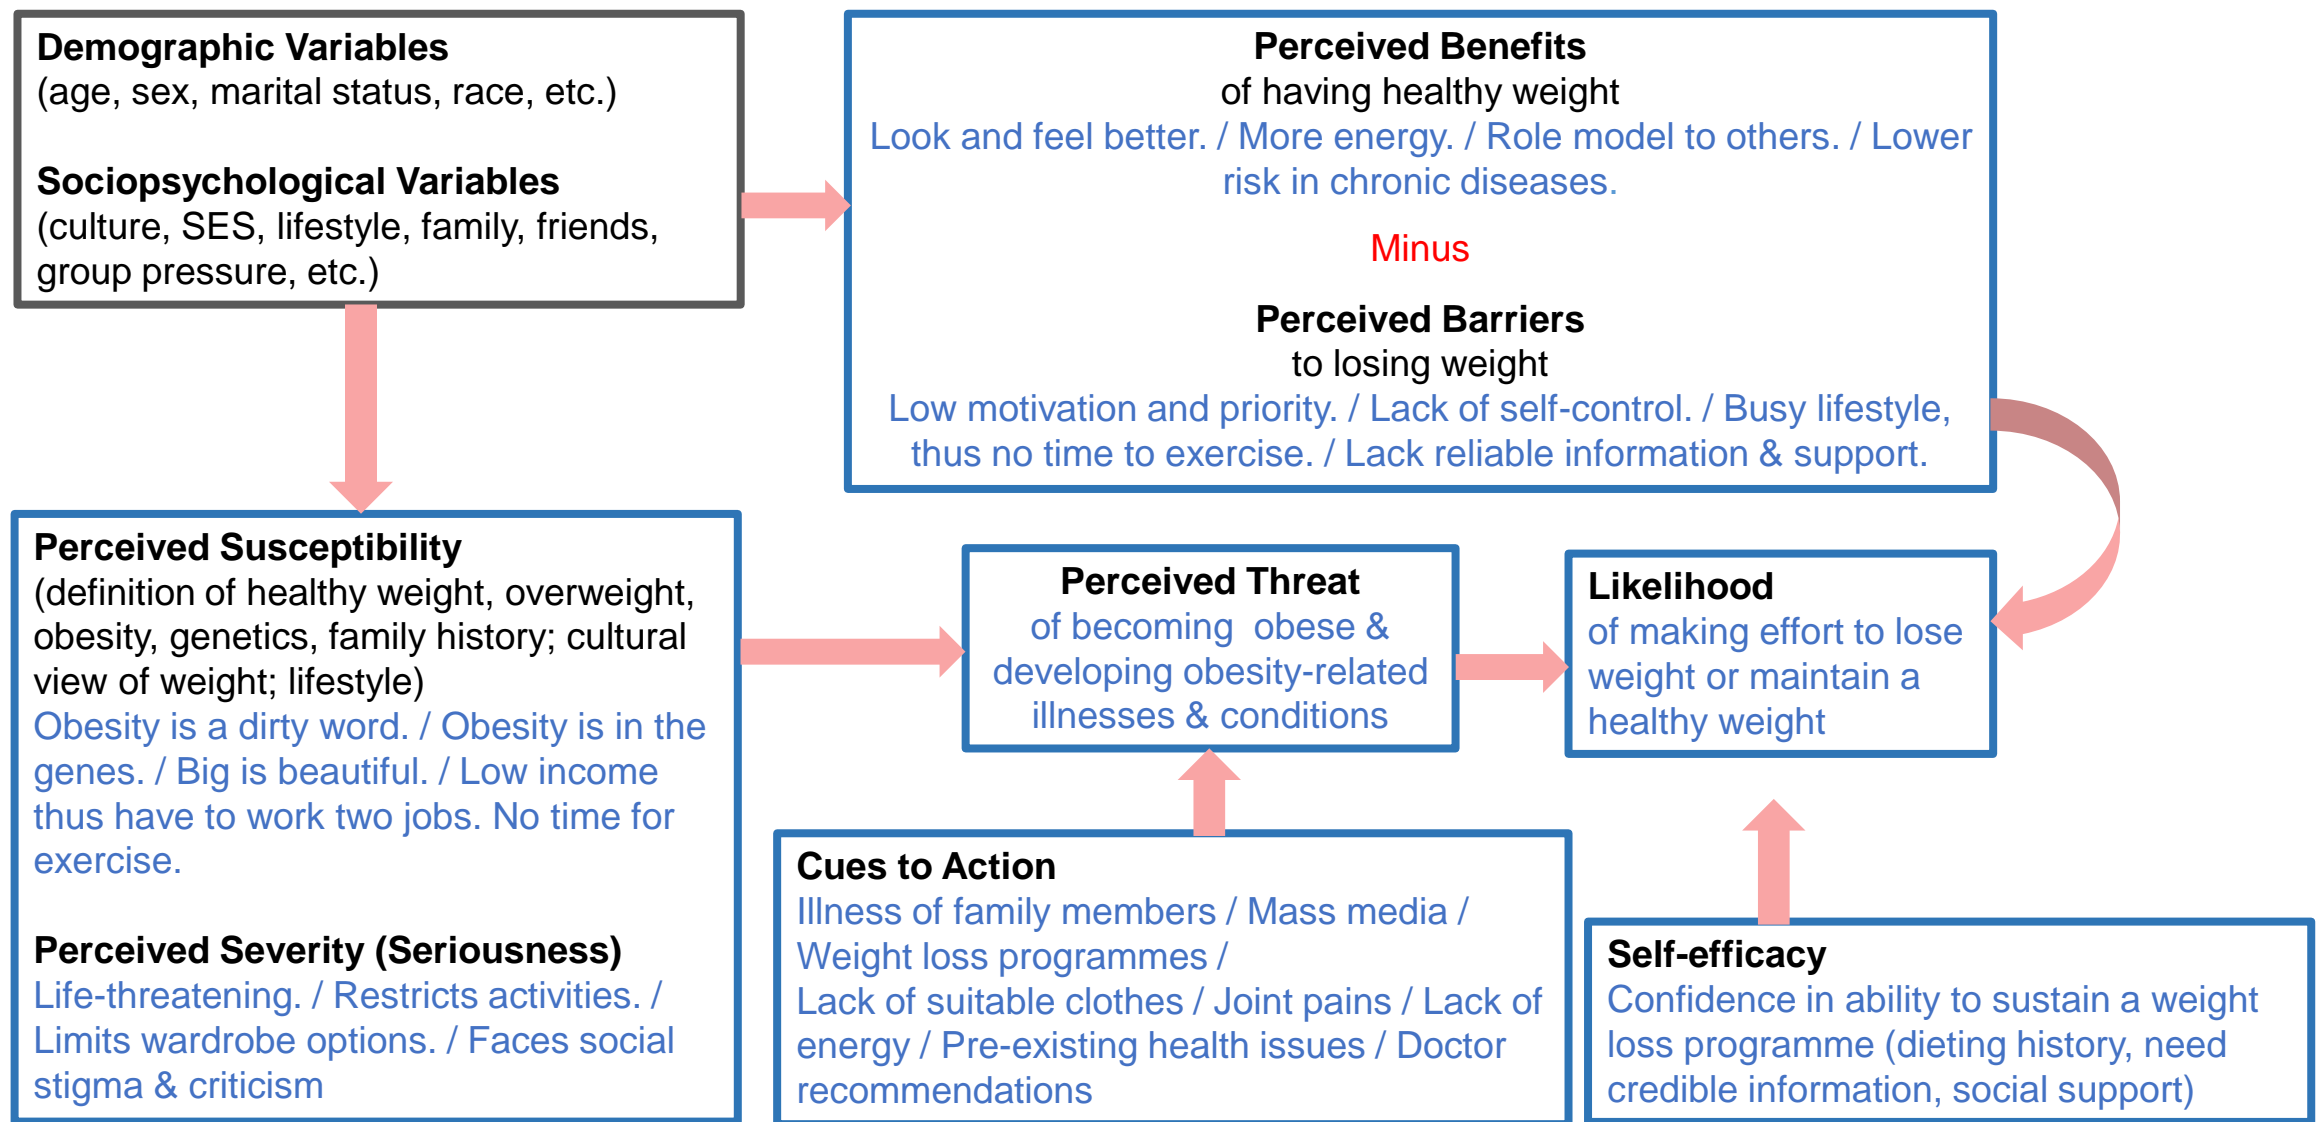 Demographic Variables
(age, sex, marital status, race, etc.)
Sociopsychological Variables
(culture, SES, lifestyle, family, friends,
group pressure, etc.)
Perceived Benefits
of having healthy weight
Look and feel better. / More energy. / Role model to others. / Lower
risk in chronic diseases.
Minus
Perceived Barriers
to losing weight
Low motivation and priority. / Lack of self-control. / Busy lifestyle,
thus no time to exercise. / Lack reliable information & support.
Perceived Susceptibility
(definition of healthy weight, overweight,
obesity, genetics, family history; cultural
view of weight; lifestyle)
Obesity is a dirty word. / Obesity is in the
genes. / Big is beautiful. / Low income
thus have to work two jobs. No time for
exercise.
Perceived Severity (Seriousness)
Life-threatening. / Restricts activities. /
Limits wardrobe options. / Faces social
stigma & criticism
Perceived Threat
of becoming obese &
developing obesity-related
illnesses & conditions
Likelihood
of making effort to lose
weight or maintain a
healthy weight
Cues to Action
Illness of family members / Mass media /
Weight loss programmes /
Lack of suitable clothes / Joint pains / Lack of
energy / Pre-existing health issues / Doctor
recommendations
Self-efficacy
Confidence in ability to sustain a weight
loss programme (dieting history, need
credible information, social support)